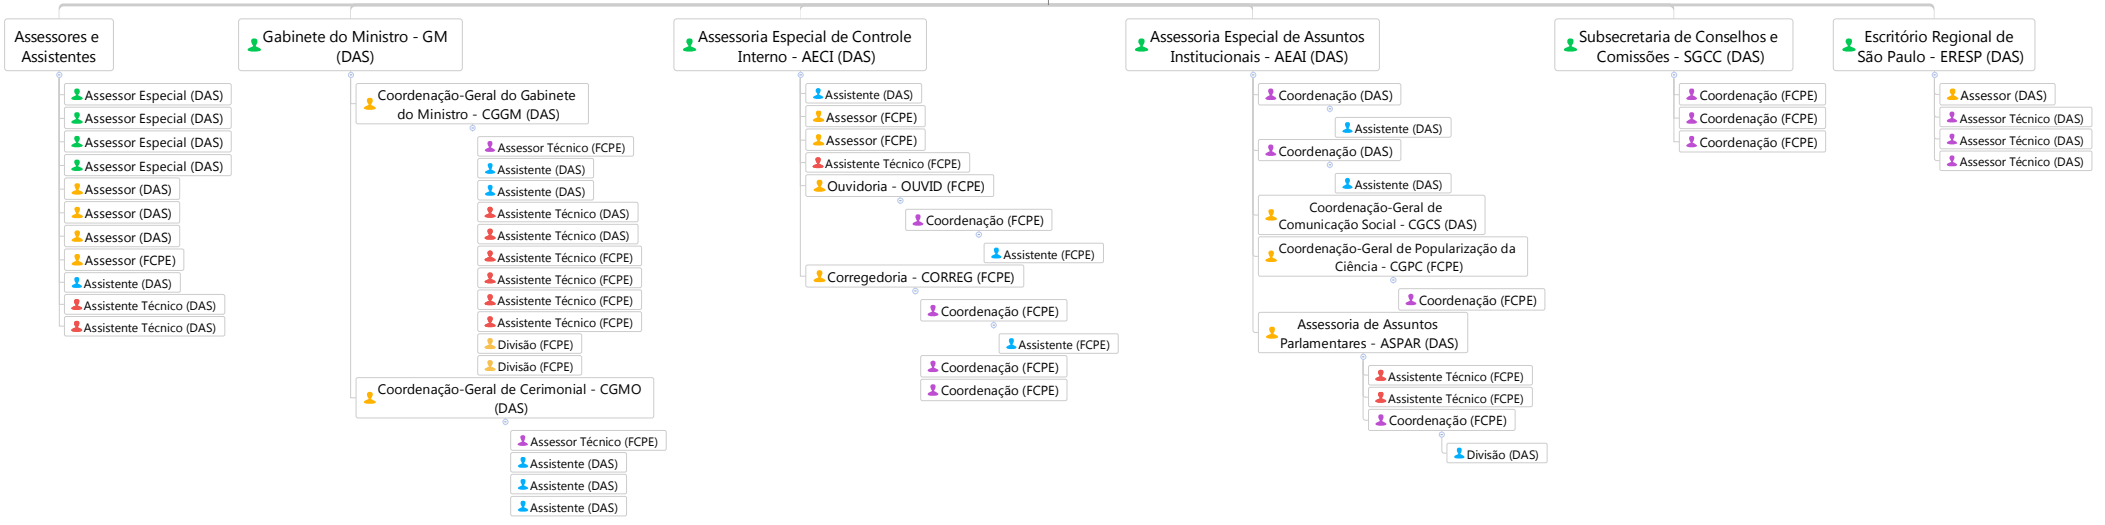 Assessores e
Assistentes
Assessor Especial (DAS)
Assessor Especial (DAS)
Assessor Especial (DAS)
Assessor Especial (DAS)
Assessor (DAS)
Assessor (DAS)
Assessor (DAS)
Assessor (FCPE)
Assistente (DAS)
Assistente Técnico (DAS)
Assistente Técnico (DAS)
Gabinete do Ministro - GM
(DAS)
Coordenação-Geral do Gabinete
do Ministro - CGGM (DAS)
Assessor Técnico (FCPE)
Assistente (DAS)
Assistente (DAS)
Assistente Técnico (DAS)
Assistente Técnico (DAS)
Assistente Técnico (FCPE)
Assistente Técnico (FCPE)
Assistente Técnico (FCPE)
Assistente Técnico (FCPE)
Divisão (FCPE)
Divisão (FCPE)
Coordenação-Geral de Cerimonial - CGMO
(DAS)
Assessor Técnico (FCPE)
Assistente (DAS)
Assistente (DAS)
Assistente (DAS)
Assessoria Especial de Controle
Interno - AECI (DAS)
Assistente (DAS)
Assessor (FCPE)
Assessor (FCPE)
Assistente Técnico (FCPE)
Ouvidoria - OUVID (FCPE)
Coordenação (FCPE)
Assistente (FCPE)
Corregedoria - CORREG (FCPE)
Coordenação (FCPE)
Assistente (FCPE)
Coordenação (FCPE)
Coordenação (FCPE)
Assessoria Especial de Assuntos
Institucionais - AEAI (DAS)
Coordenação (DAS)
Assistente (DAS)
Coordenação (DAS)
Assistente (DAS)
Coordenação-Geral de
Comunicação Social - CGCS (DAS)
Coordenação-Geral de Popularização da
Ciência - CGPC (FCPE)
Coordenação (FCPE)
Assessoria de Assuntos
Parlamentares - ASPAR (DAS)
Assistente Técnico (FCPE)
Assistente Técnico (FCPE)
Coordenação (FCPE)
Divisão (DAS)
Subsecretaria de Conselhos e
Comissões - SGCC (DAS)
Coordenação (FCPE)
Coordenação (FCPE)
Coordenação (FCPE)
Escritório Regional de
São Paulo - ERESP (DAS)
Assessor (DAS)
Assessor Técnico (DAS)
Assessor Técnico (DAS)
Assessor Técnico (DAS)